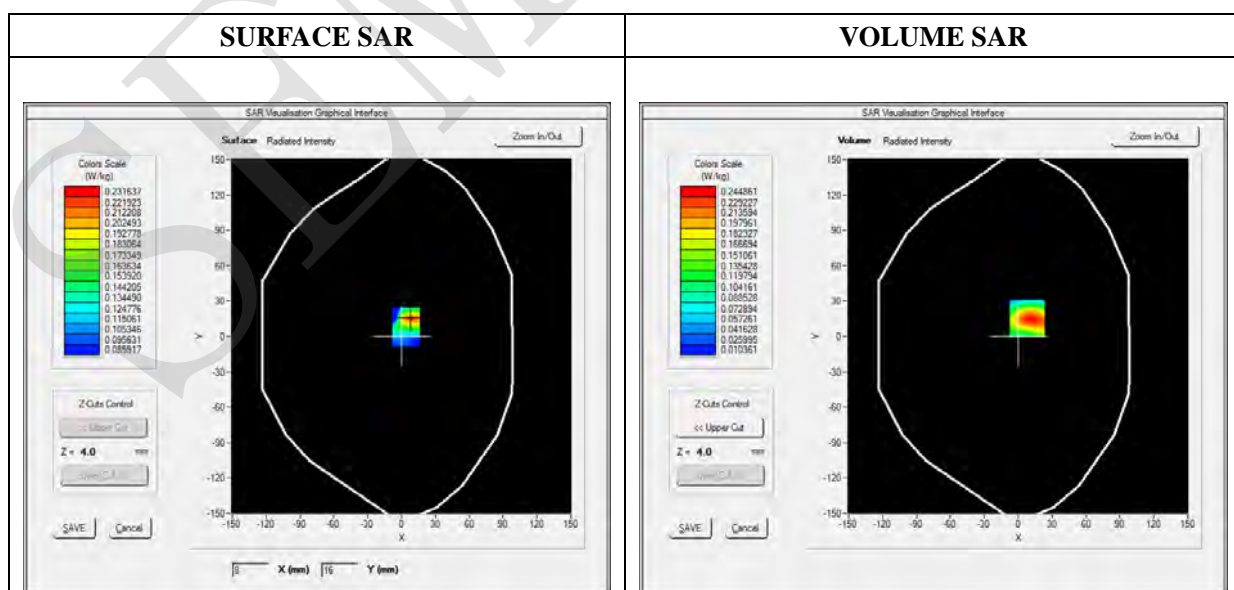 SURFACE SAR
VOLUME SAR
SAR Visualisation Graphical Interface
Surface Radiated Intensity
Zoom In/Out
Colors Scale
(W/kg)
0.231637
0.221923
0.212208
0.202493
0.192778
0.183064
0.173349
0.163634
0.153920
0.144205
0.134490
0.124776
0.115061
0.105346
0.095631
0.085917
150
120
90
60
30
0
-30
-60
-90
-120
-150
Y
-150 -120 -90 -60 -30 0 30 60 90 120 150
X
Z-Cuts Control
<< Upper Cut
Z = 4.0 mm
SAVE Cancel
8 X (mm) 16 Y (mm)
SAR Visualisation Graphical Interface
Volume Radiated Intensity
Zoom In/Out
Colors Scale
(W/kg)
0.244861
0.229227
0.213594
0.197961
0.182327
0.166694
0.151061
0.135428
0.119794
0.104161
0.088528
0.072894
0.057261
0.041628
0.025995
0.010361
150
120
90
60
30
0
-30
-60
-90
-120
-150
Y
-150 -120 -90 -60 -30 0 30 60 90 120 150
X
Z-Cuts Control
<< Upper Cut
Z = 4.0 mm
SAVE Cancel